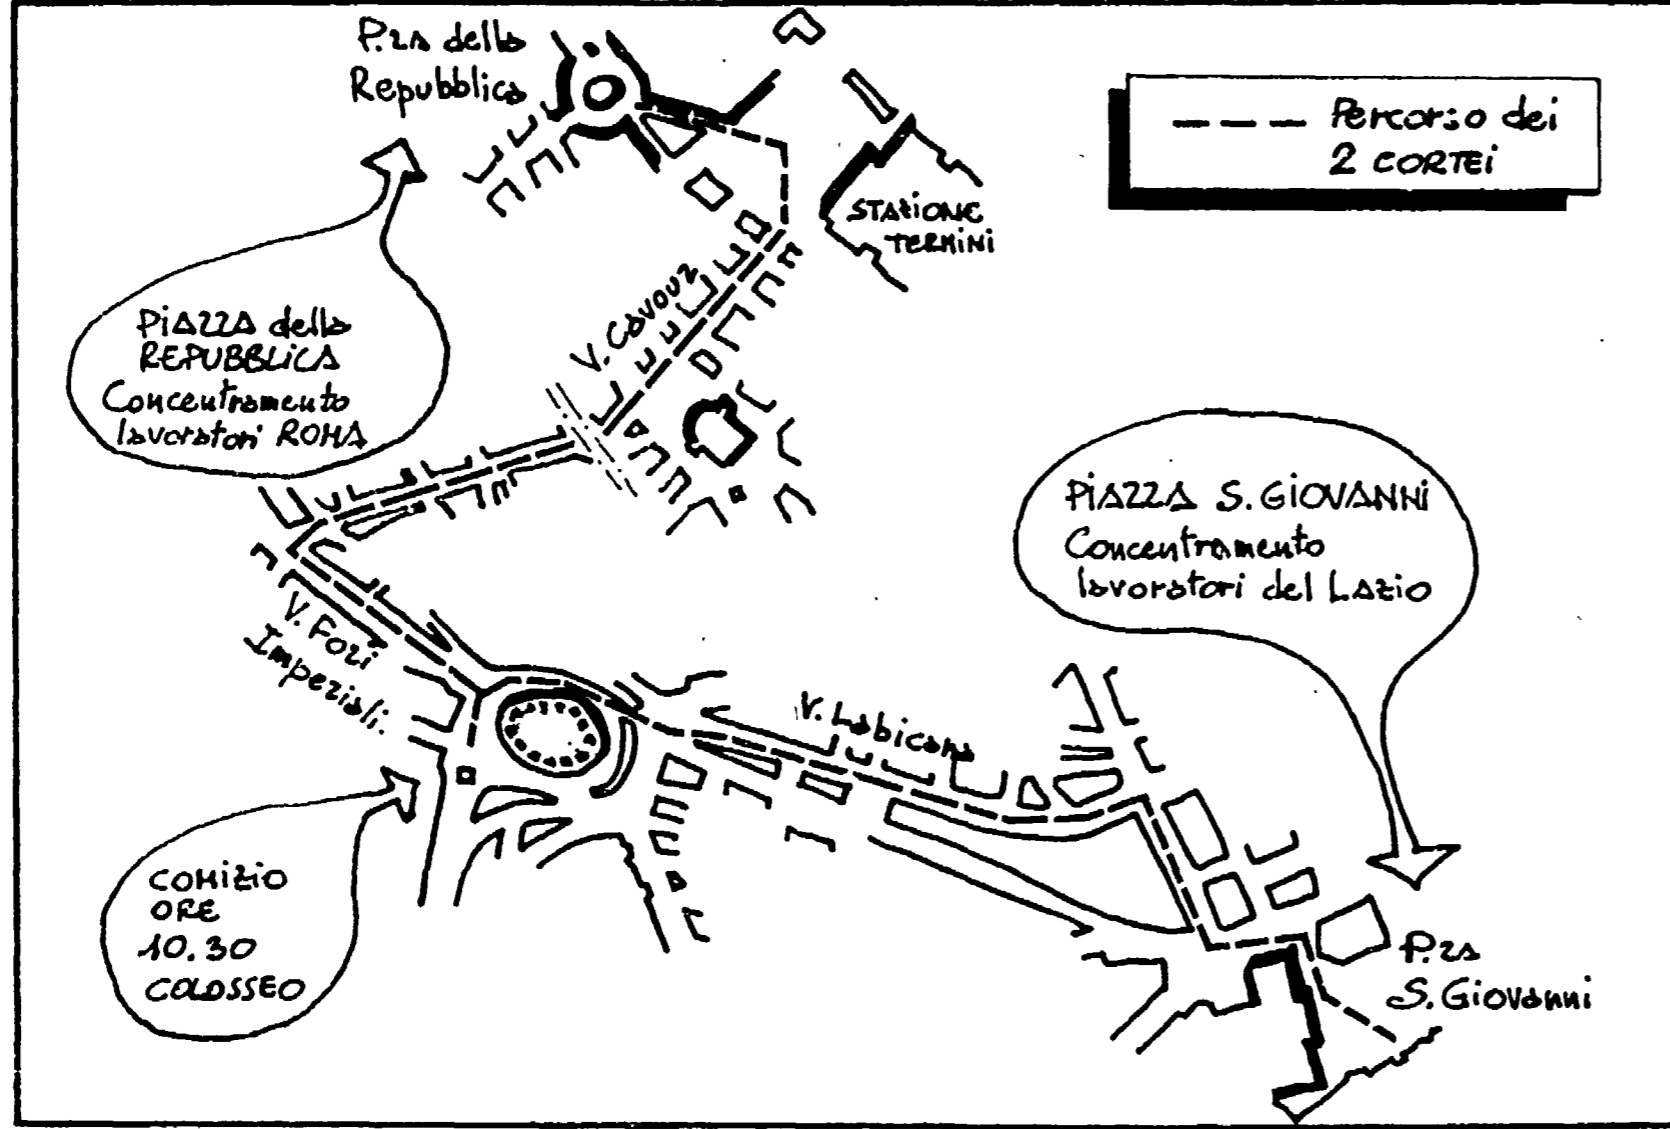 P.za della
Repubblica
Percorso dei
2 CORTEI
STAZIONE
TERMINI
V. Cavour
PIAZZA della
REPUBBLICA
Concentramento
lavoratori ROMA
PIAZZA S. GIOVANNI
Concentramento
lavoratori del Lazio
V. Fori
Imperiali.
V. Labicana
COMIZIO
ORE
10.30
COLOSSEO
P.za
S. Giovanni